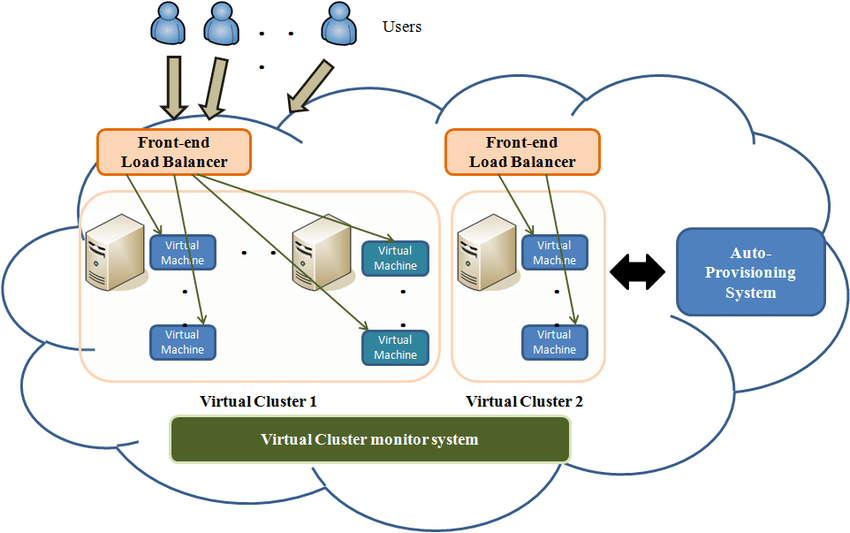 Users
Front-end
Load Balancer
Front-end
Load Balancer
Virtual
Machine
Virtual
Machine
Virtual
Machine
Virtual
Machine
Virtual
Machine
Virtual
Machine
Auto-
Provisioning
System
Virtual Cluster 1
Virtual Cluster 2
Virtual Cluster monitor system